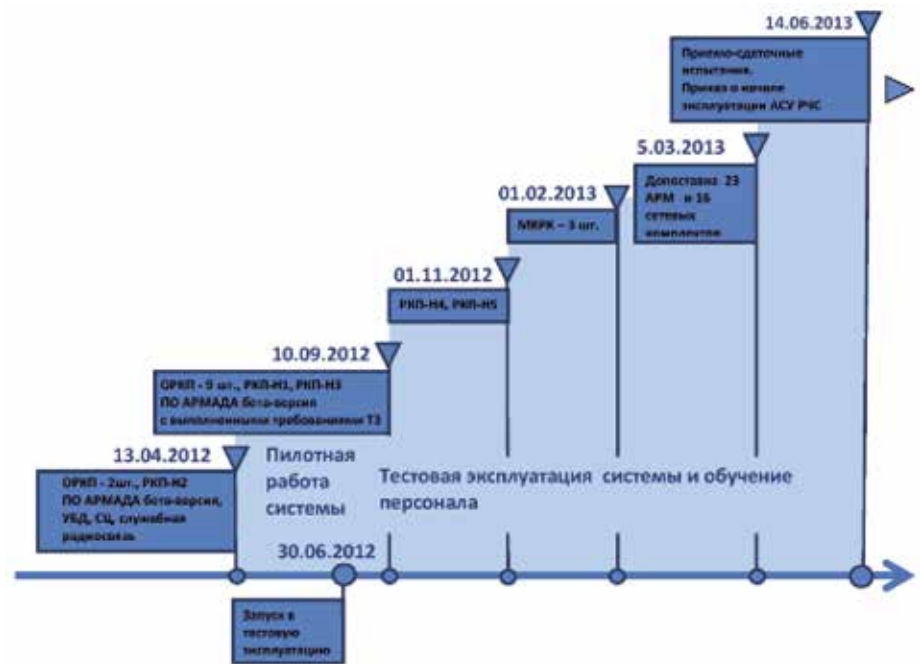 14.06.2013
Приемо-сдаточные
испытания.
Приказ о начале
эксплуатации АСУ РЧС
5.03.2013
Допоставка 23
АРМ и 16
сетевых
комплектов
01.02.2013
МКРК – 3 шт.
01.11.2012
РКП-Н4, РКП-Н5
10.09.2012
ОРКП - 9 шт., РКП-Н1, РКП-Н3
ПО АРМАДА бета-версия
с выполненными требованиями ТЗ
13.04.2012
ОРКП - 2шт., РКП-Н2
ПО АРМАДА бета-версия,
УБД, СЦ, служебная
радиосвязь
Пилотная
работа
системы
Тестовая эксплуатация системы и обучение
персонала
30.06.2012
Запуск в
тестовую
эксплуатацию